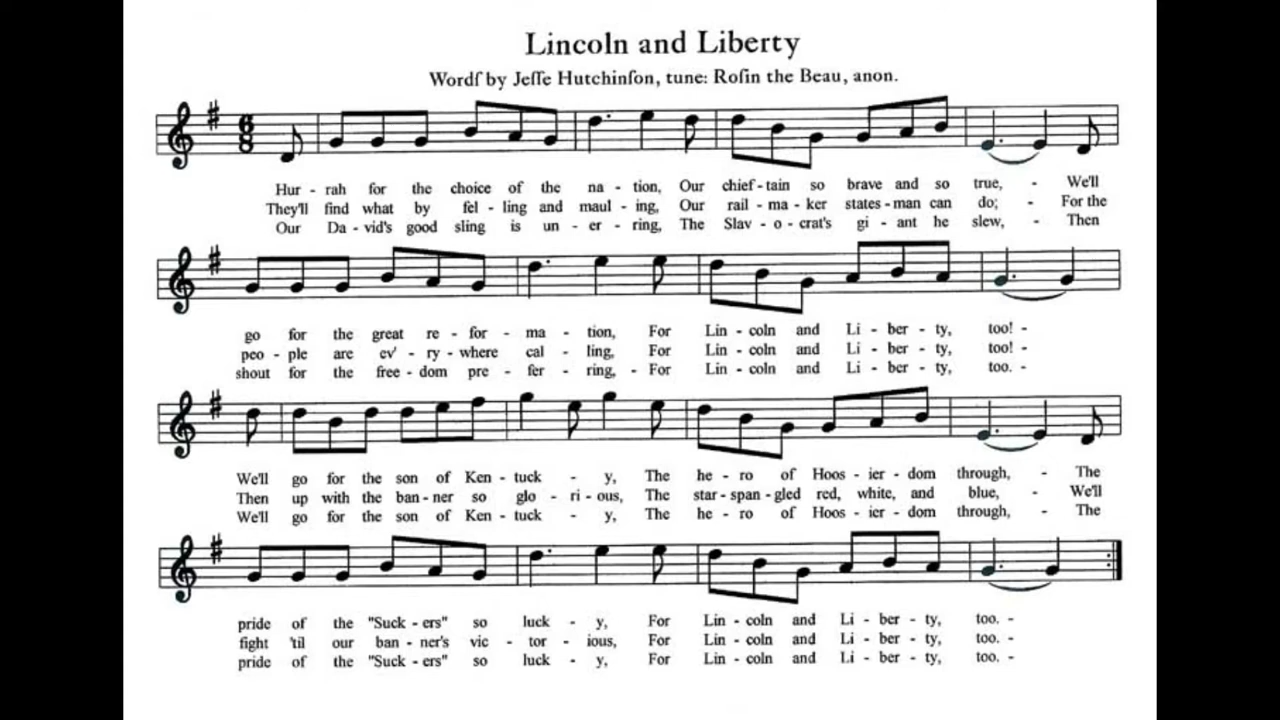 Lincoln and Liberty
Wordſ by Jeſſe Hutchinſon, tune: Roſin the Beau, anon.
6
8
Hur - rah for the choice of the na - tion, Our chief - tain so brave and so true, - We'll
They'll find what by fel - ling and maul - ing, Our rail - ma - ker states - man can do; - For the
Our Da - vid's good sling is un - er - ring, The Slav - o - crat's gi - ant he slew, - Then
go for the great re - for - ma - tion, For Lin - coln and Li - ber - ty, too! -
peo - ple are ev' - ry - where cal - ling, For Lin - coln and Li - ber - ty, too! -
shout for the free - dom pre - fer - ring, - For Lin - coln and Li - ber - ty, too. -
We'll go for the son of Ken - tuck - y, The he - ro of Hoos - ier - dom through, - The
Then up with the ban - ner so glo - ri - ous, The star - span - gled red, white, and blue, - We'll
We'll go for the son of Ken - tuck - y, The he - ro of Hoos - ier - dom through, - The
pride of the "Suck - ers" so luck - y, For Lin - coln and Li - ber - ty, too. -
fight 'til our ban - ner's vic - tor - ious, For Lin - coln and Li - ber - ty, too. -
pride of the "Suck - ers" so luck - y, For Lin - coln and Li - ber - ty, too. -